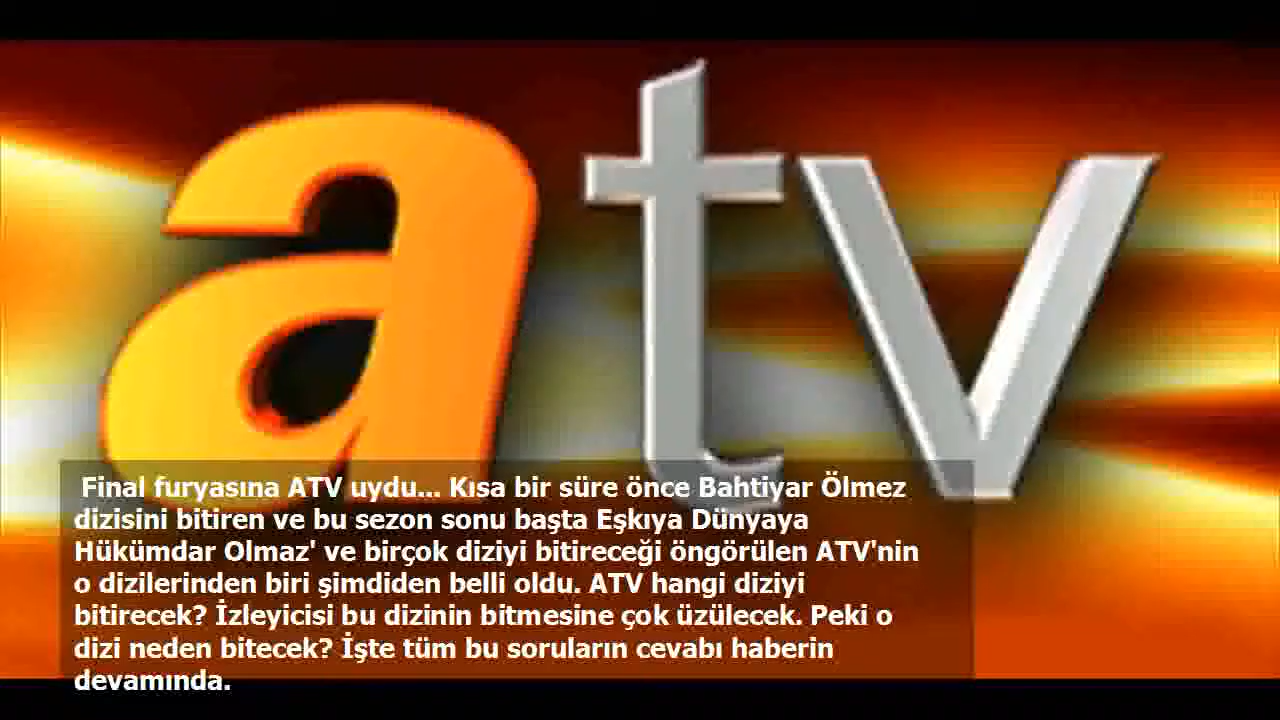 atv
Final furyasına ATV uydu... Kısa bir süre önce Bahtiyar Ölmez
dizisini bitiren ve bu sezon sonu başta Eşkıya Dünyaya
Hükümdar Olmaz' ve birçok diziyi bitireceği öngörülen ATV'nin
o dizilerinden biri şimdiden belli oldu. ATV hangi diziyi
bitirecek? İzleyicisi bu dizinin bitmesine çok üzülecek. Peki o
dizi neden bitecek? İşte tüm bu soruların cevabı haberin
devamında.